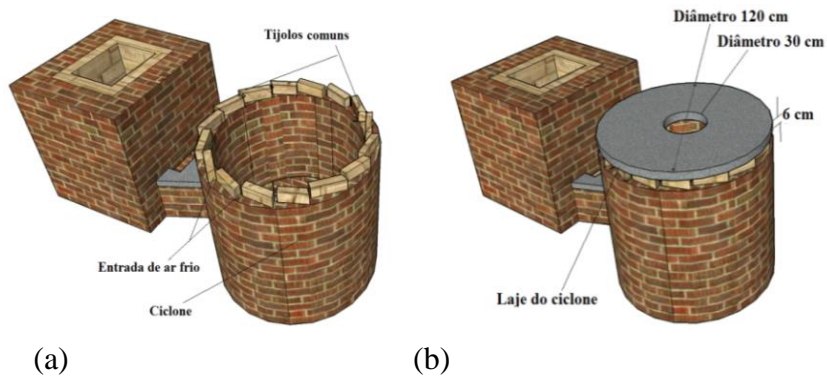 Tijolos comuns
Entrada de ar frio
Ciclone
(a)
Diâmetro 120 cm
Diâmetro 30 cm
6 cm
Laje do ciclone
(b)